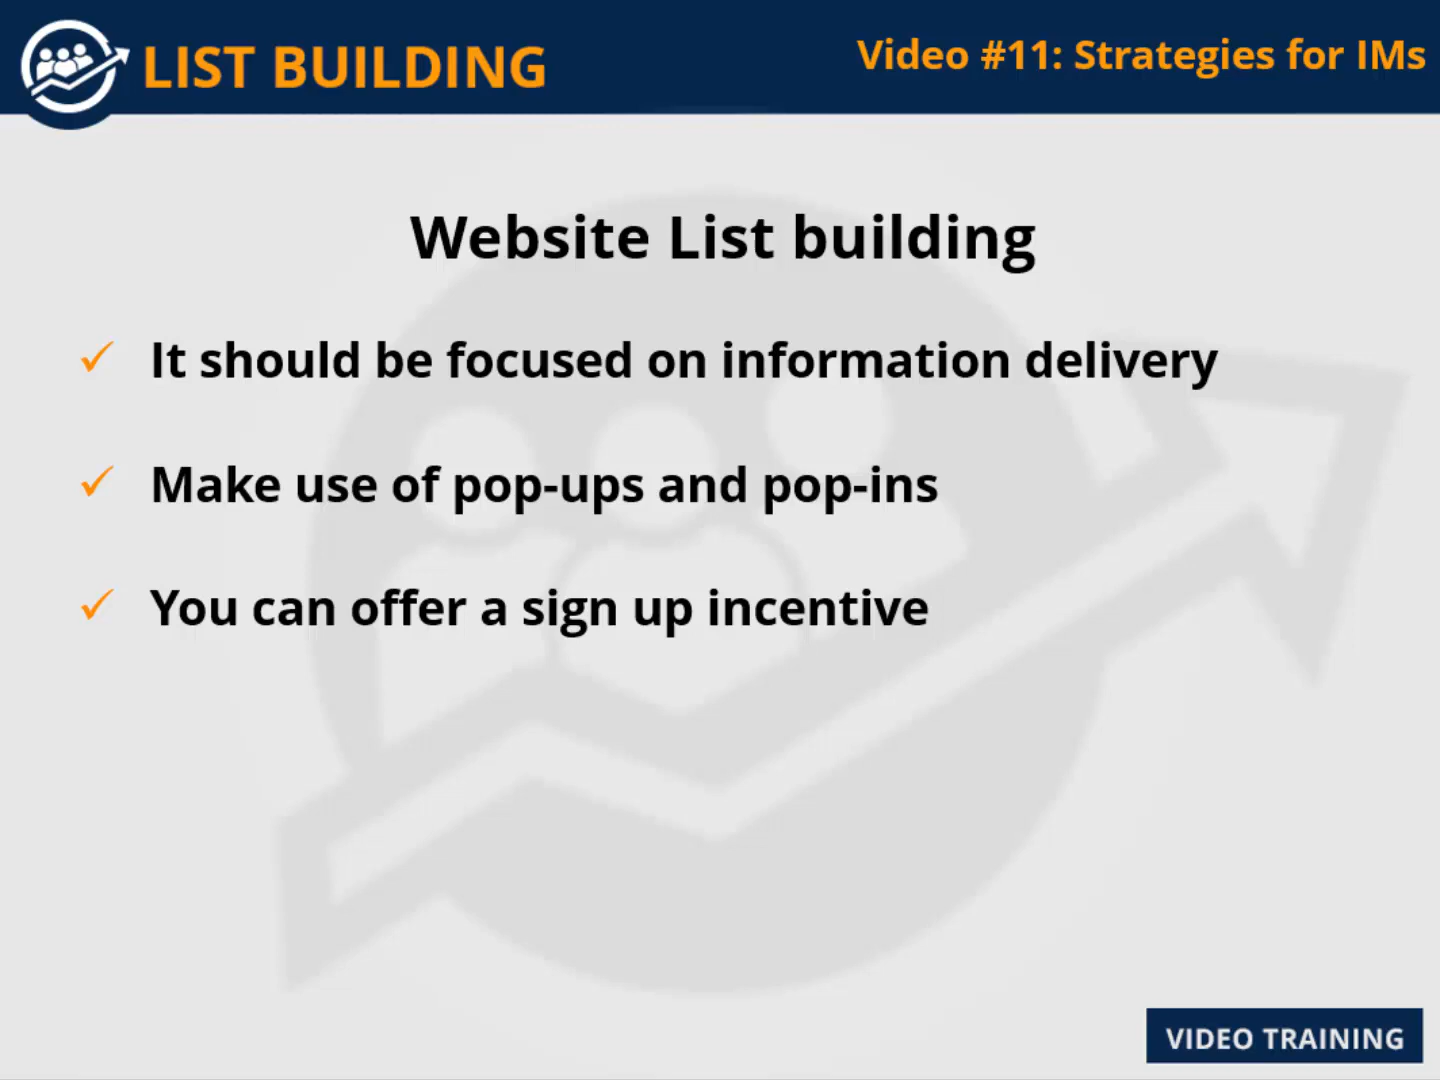 LIST BUILDING
Video #11: Strategies for IMs
Website List building
It should be focused on information delivery
Make use of pop-ups and pop-ins
You can offer a sign up incentive
VIDEO TRAINING